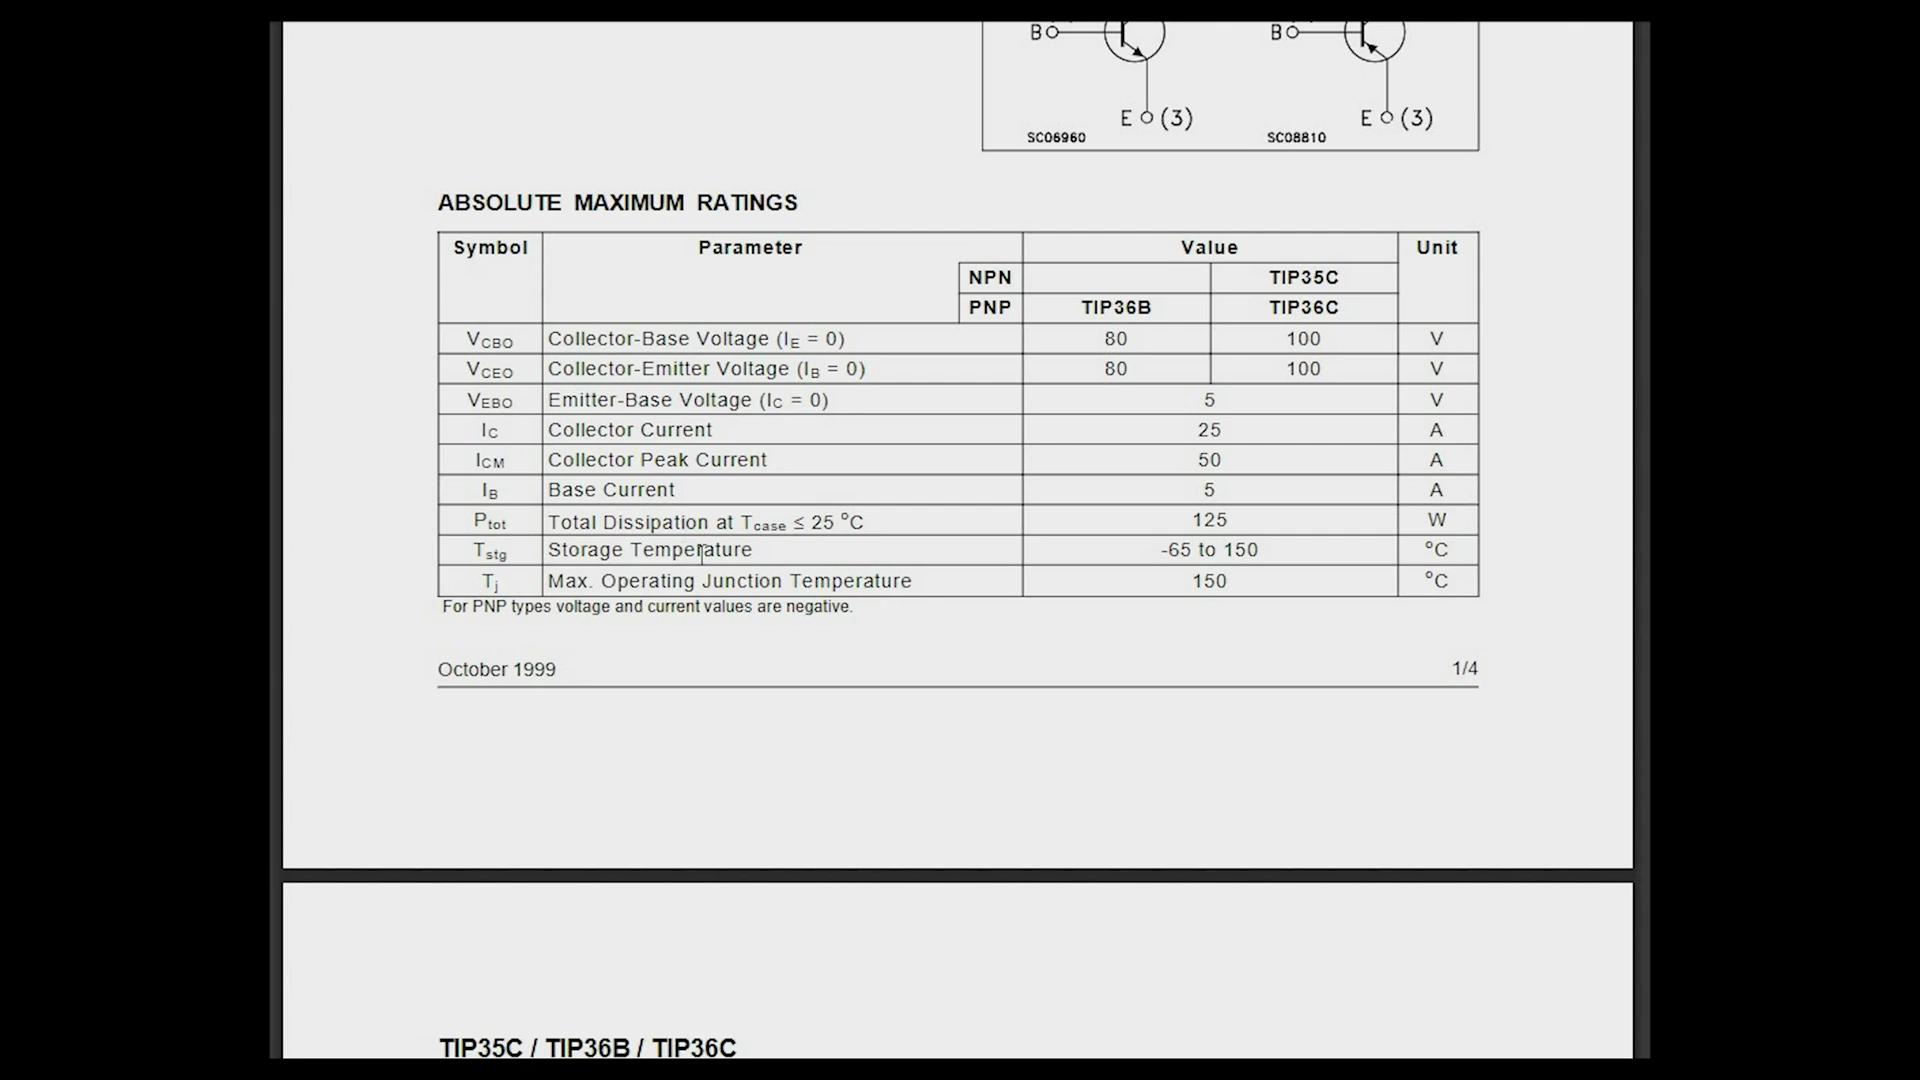 B B
E (3) E (3)
SC06960 SC08810
ABSOLUTE MAXIMUM RATINGS
Symbol Parameter Value Unit
NPN TIP35C
PNP TIP36B TIP36C
VCBO Collector-Base Voltage (IE = 0) 80 100 V
VCEO Collector-Emitter Voltage (IB = 0) 80 100 V
VEBO Emitter-Base Voltage (IC = 0) 5 V
IC Collector Current 25 A
ICM Collector Peak Current 50 A
IB Base Current 5 A
Ptot Total Dissipation at Tcase ≤ 25 °C 125 W
Tstg Storage Temperature -65 to 150 °C
Tj Max. Operating Junction Temperature 150 °C
For PNP types voltage and current values are negative.
October 1999 1/4
TIP35C / TIP36B / TIP36C